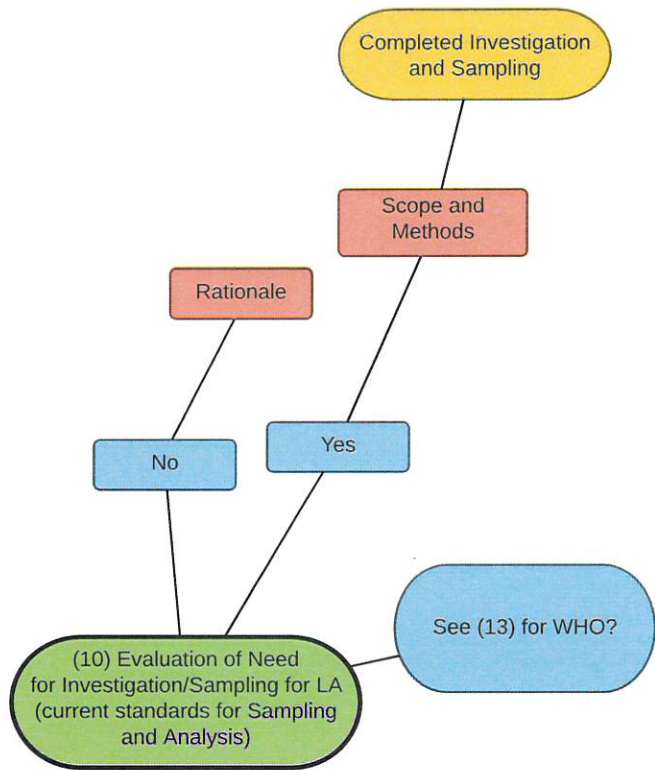 Completed Investigation
and Sampling
Scope and
Methods
Rationale
No
Yes
See (13) for WHO?
(10) Evaluation of Need
for Investigation/Sampling for LA
(current standards for Sampling
and Analysis)